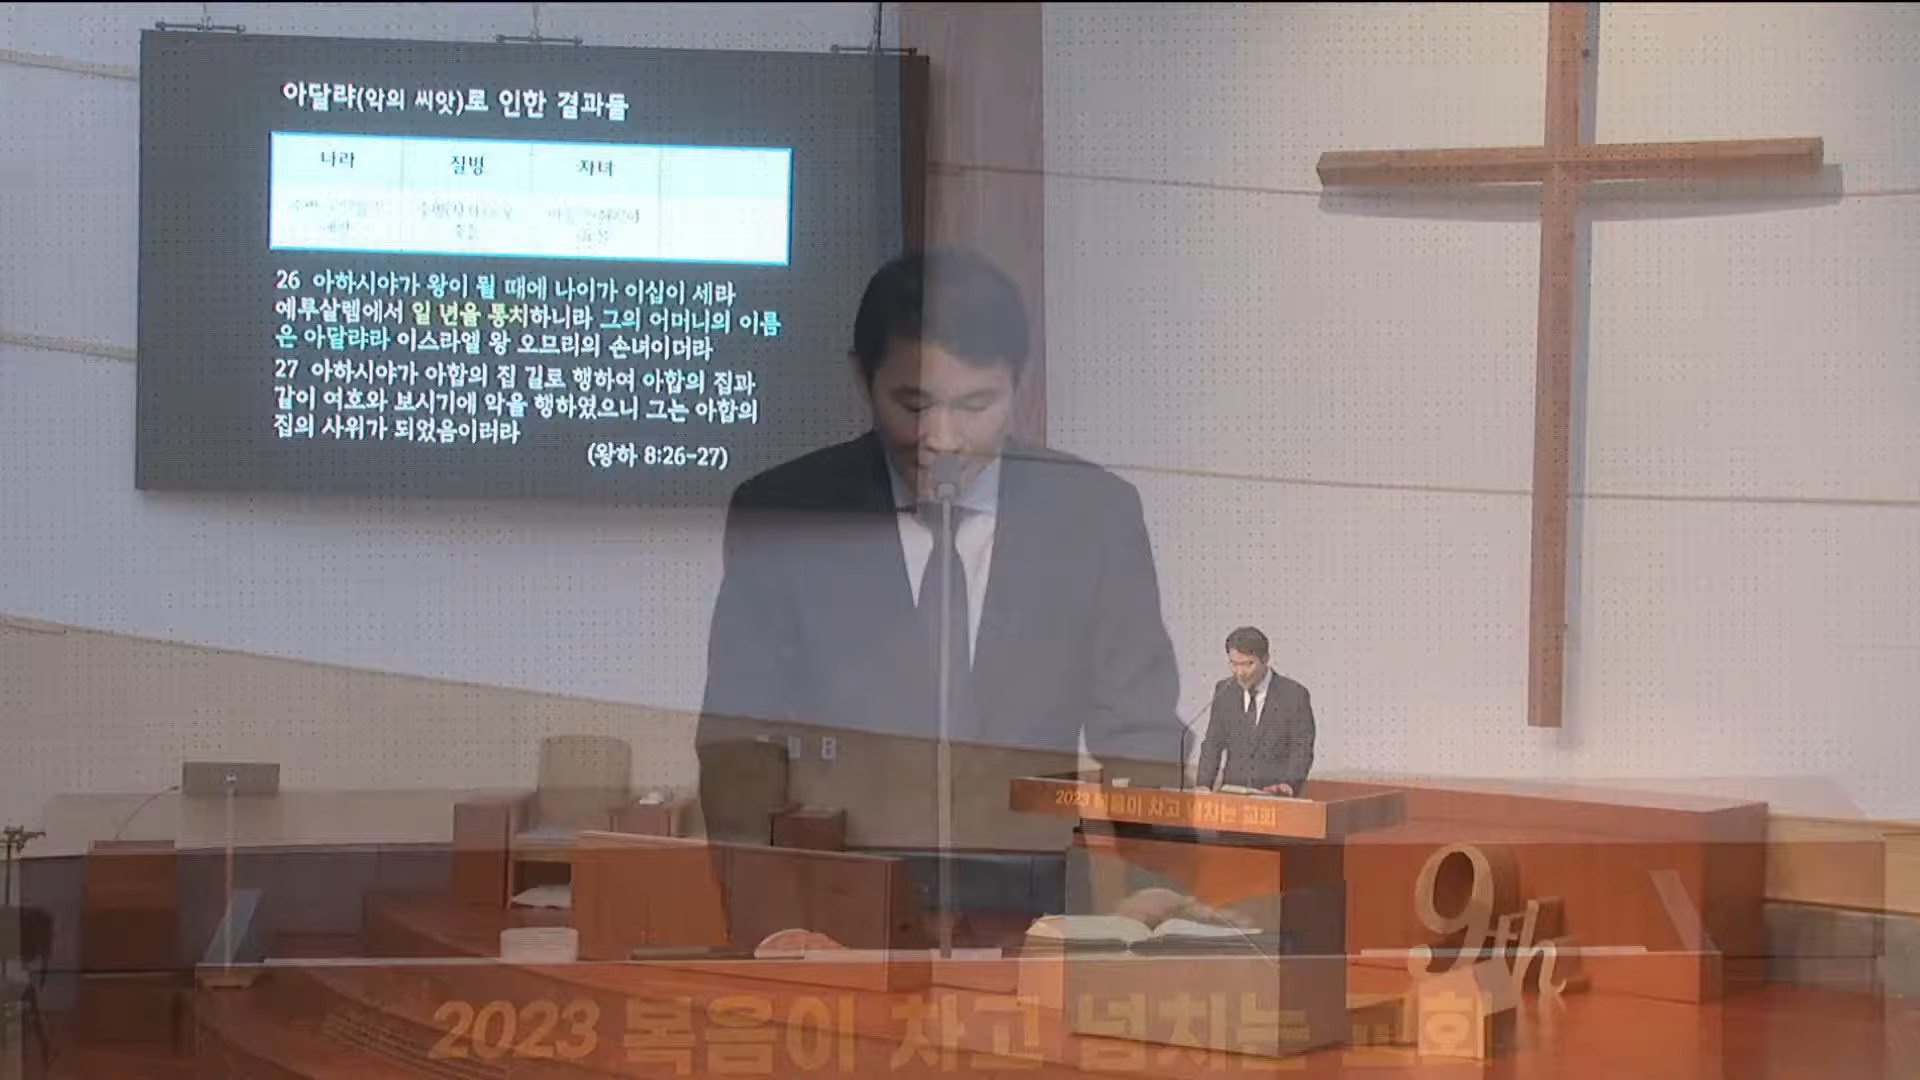 아달랴(악의 씨앗)로 인한 결과들
나라 질병 자녀
26 아하시야가 왕이 될 때에 나이가 이십이 세라
예루살렘에서 일 년을 통치하니라 그의 어머니의 이름
은 아달랴라 이스라엘 왕 오므리의 손녀이더라
27 아하시야가 아합의 집 길로 행하여 아합의 집과
같이 여호와 보시기에 악을 행하였으니 그는 아합의
집의 사위가 되었음이러라
(왕하 8:26-27)
2023 복음이 차고 넘치는 교회
9th
2023 복음이 차고 넘치는 교회